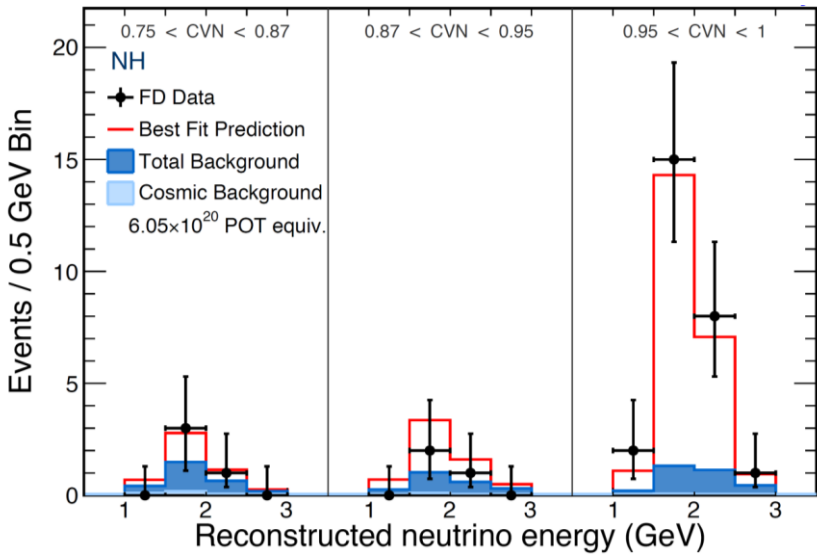 0.75 < CVN < 0.87
0.87 < CVN < 0.95
0.95 < CVN < 1
NH
FD Data
Best Fit Prediction
Total Background
Cosmic Background
6.05×10²⁰ POT equiv.
Events / 0.5 GeV Bin
20
15
10
5
0
1 2 3 1 2 3 1 2 3
Reconstructed neutrino energy (GeV)